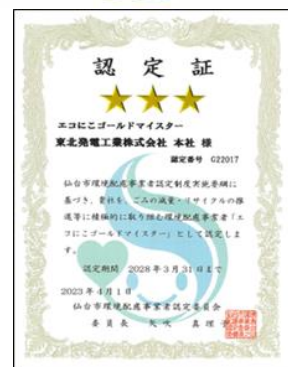 認定証
エコにこゴールドマイスター
東北発電工業株式会社 本社 様
認定番号 G22017
仙台市環境配慮事業者認定制度実施要綱に
基づき、貴社を、ごみの減量・リサイクルの推
進等に積極的に取り組む環境配慮事業者「エ
コにこゴールドマイスター」として認定しま
す。
認定期間 2028年3月31日まで
2023年4月1日
仙台市環境配慮事業者認定委員会
委員長 矢吹 真理子